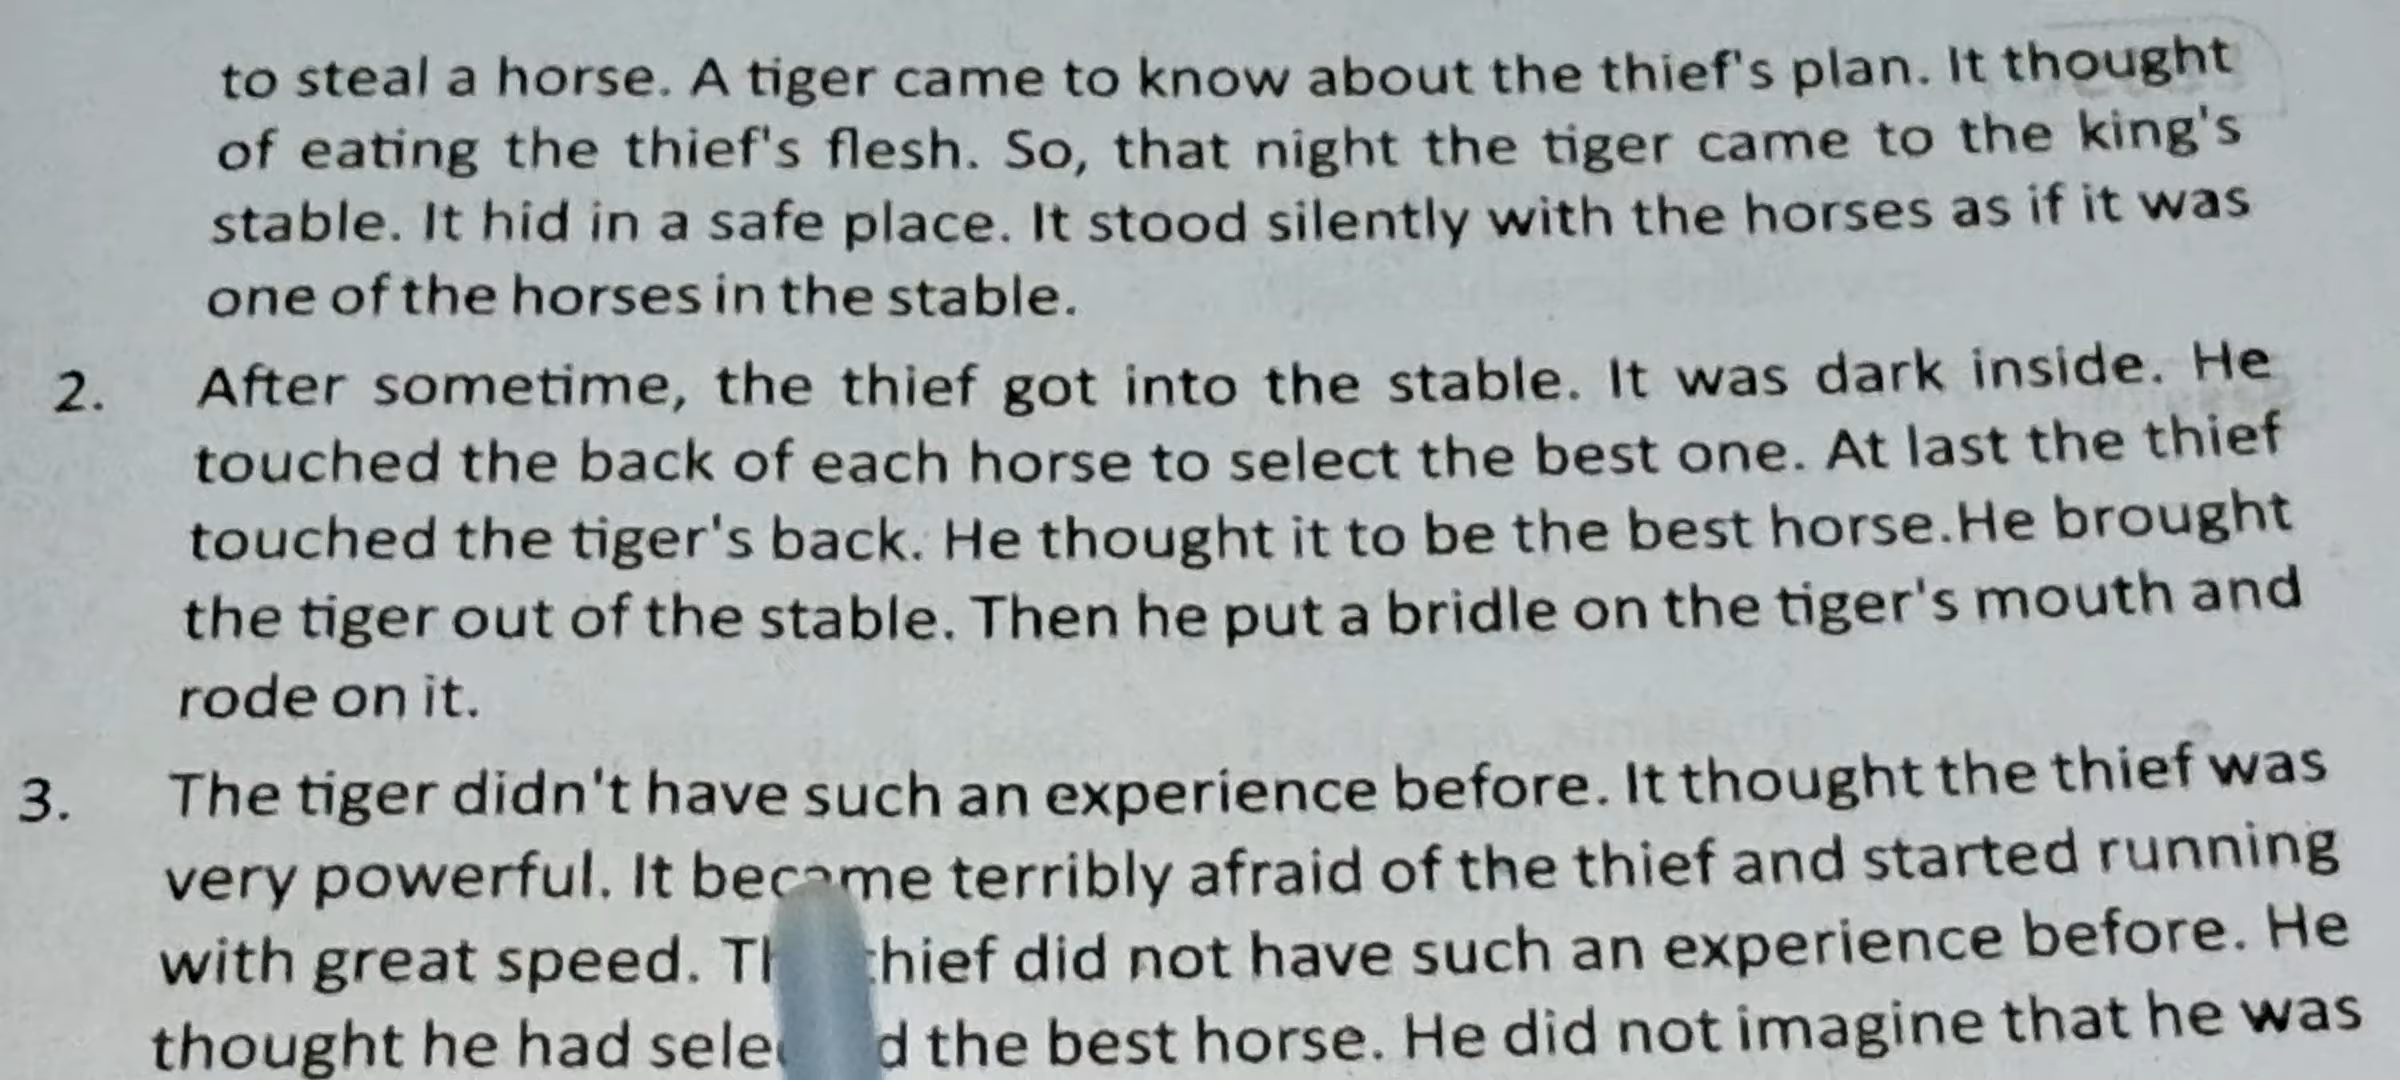 to steal a horse. A tiger came to know about the thief's plan. It thought
of eating the thief's flesh. So, that night the tiger came to the king's
stable. It hid in a safe place. It stood silently with the horses as if it was
one of the horses in the stable.
2. After sometime, the thief got into the stable. It was dark inside. He
touched the back of each horse to select the best one. At last the thief
touched the tiger's back. He thought it to be the best horse.He brought
the tiger out of the stable. Then he put a bridle on the tiger's mouth and
rode on it.
3. The tiger didn't have such an experience before. It thought the thief was
very powerful. It became terribly afraid of the thief and started running
with great speed. did not have such an experience before. He
thought he had the best horse. He did not imagine that he was